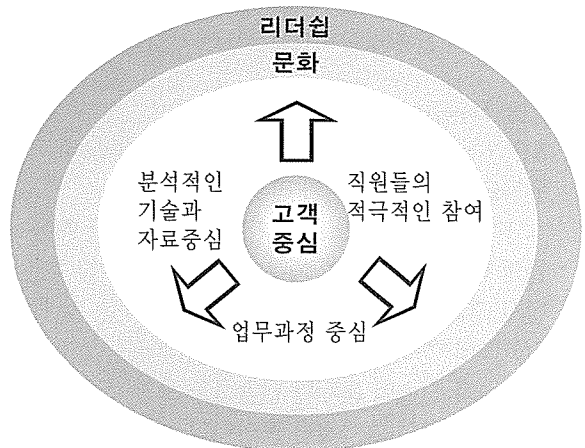 리더쉽
문화
분석적인
기술과
자료중심
고객
중심
직원들의
적극적인 참여
업무과정 중심